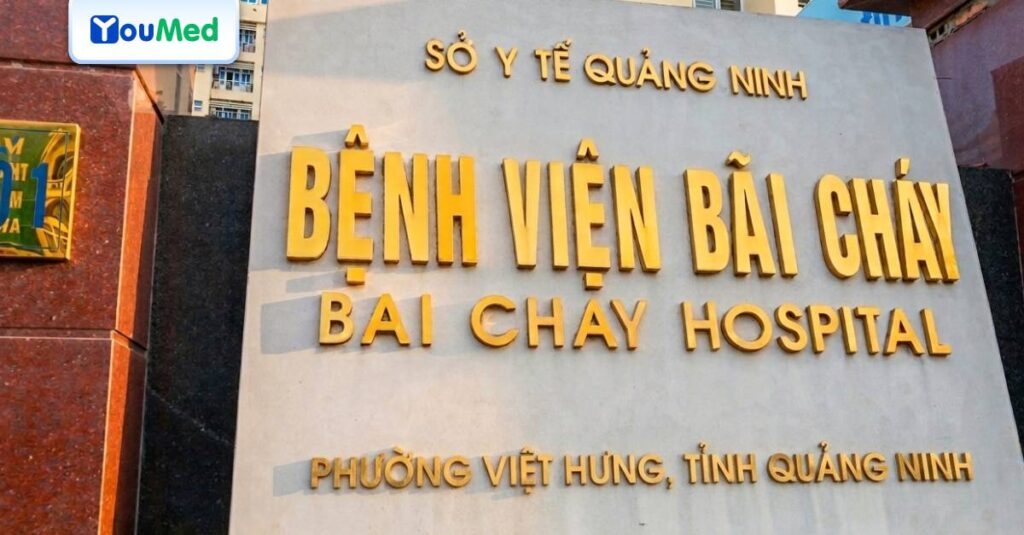 YouMed
SỞ Y TẾ QUẢNG NINH
BỆNH VIỆN BÃI CHÁY
BAI CHAY HOSPITAL
PHƯỜNG VIỆT HƯNG, TỈNH QUẢNG NINH